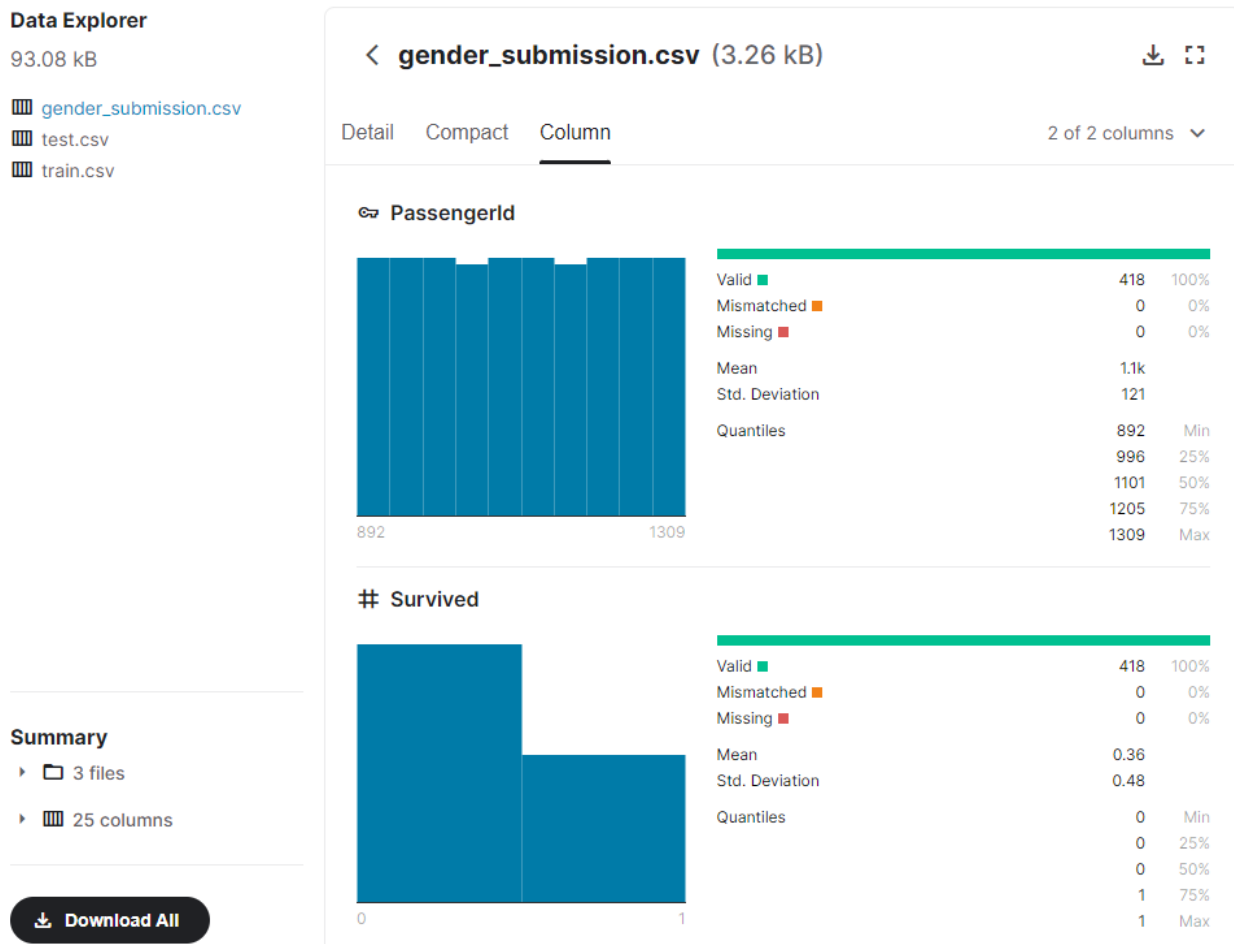 Data Explorer
93.08 kB
gender_submission.csv
test.csv
train.csv
Summary
3 files
25 columns
Download All
gender_submission.csv (3.26 kB)
Detail Compact Column 2 of 2 columns
PassengerId
892 1309
Valid 418 100%
Mismatched 0 0%
Missing 0 0%
Mean 1.1k
Std. Deviation 121
Quantiles 892 Min
996 25%
1101 50%
1205 75%
1309 Max
Survived
0 1
Valid 418 100%
Mismatched 0 0%
Missing 0 0%
Mean 0.36
Std. Deviation 0.48
Quantiles 0 Min
0 25%
0 50%
1 75%
1 Max